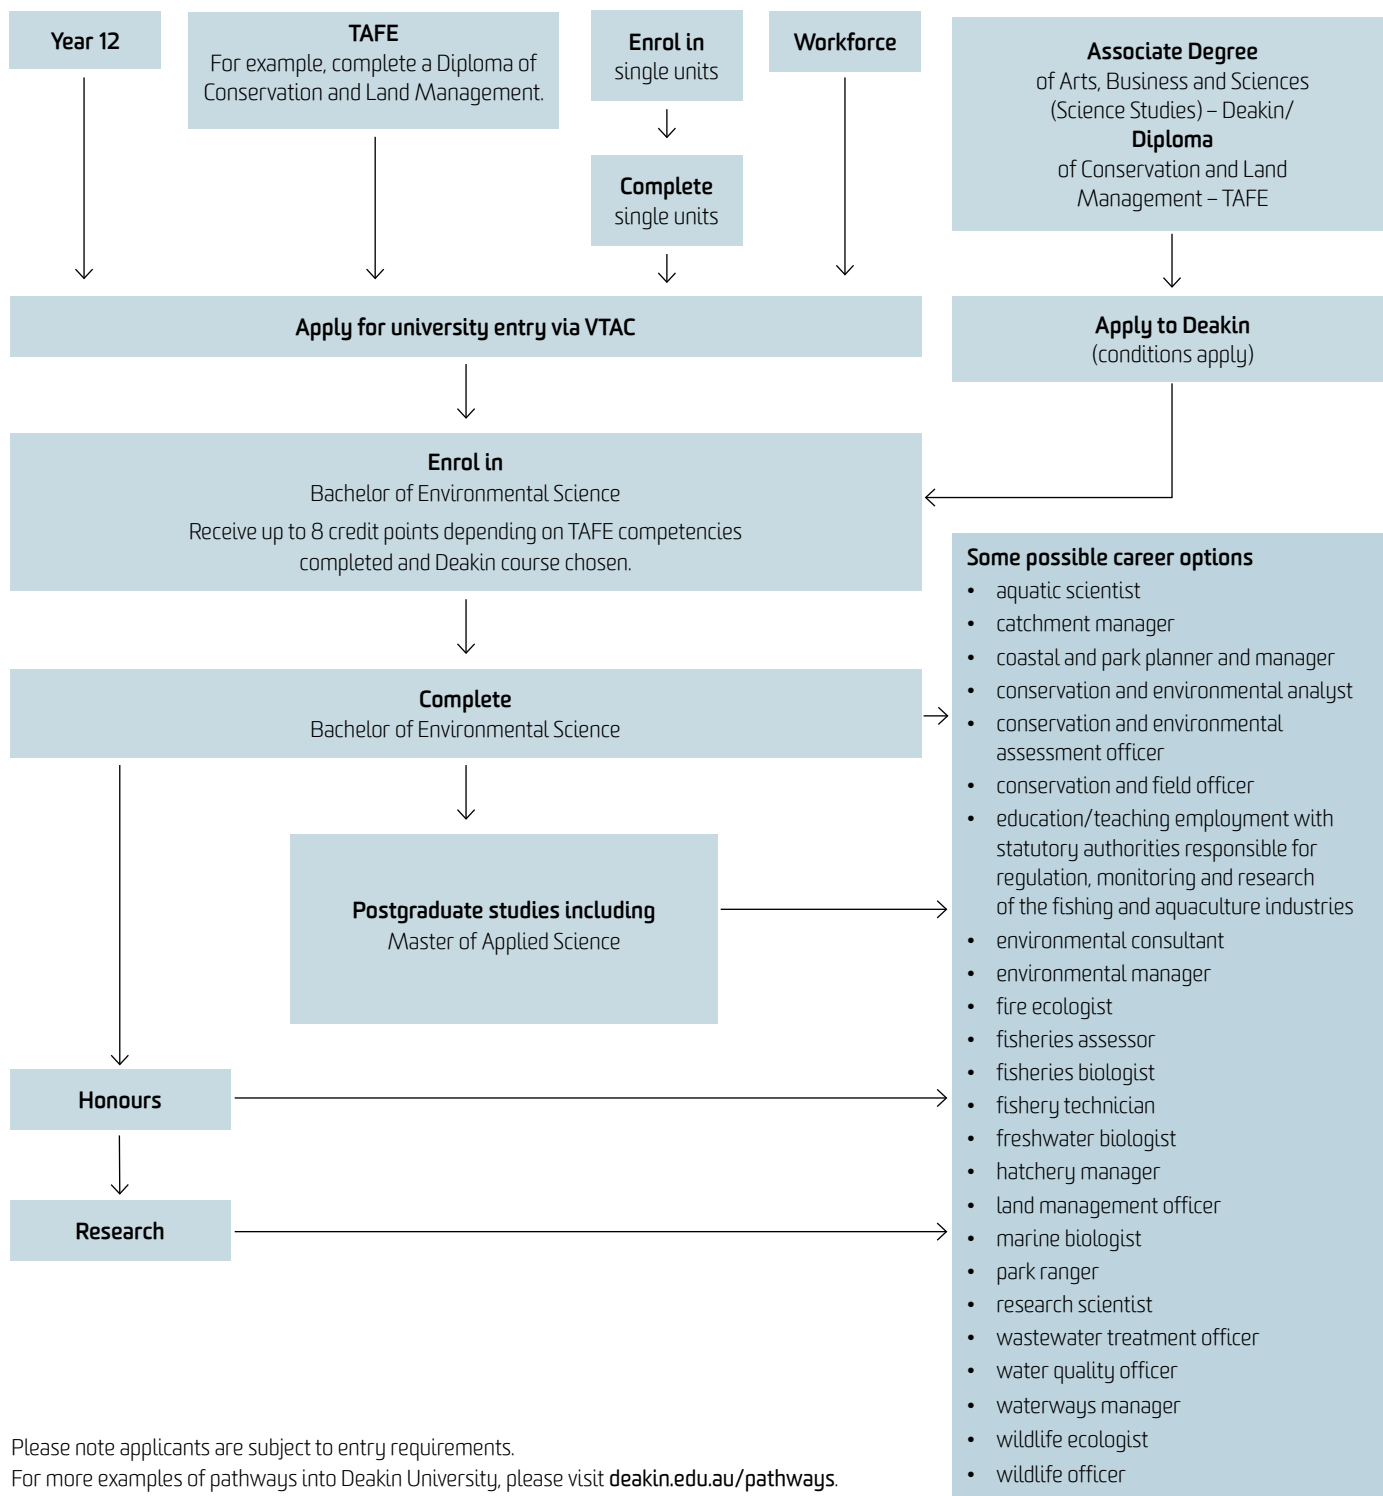 Year 12
TAFE
For example, complete a Diploma of
Conservation and Land Management.
Enrol in
single units
Complete
single units
Workforce
Associate Degree
of Arts, Business and Sciences
(Science Studies) – Deakin/
Diploma
of Conservation and Land
Management – TAFE
Apply for university entry via VTAC
Apply to Deakin
(conditions apply)
Enrol in
Bachelor of Environmental Science
Receive up to 8 credit points depending on TAFE competencies
completed and Deakin course chosen.
Complete
Bachelor of Environmental Science
Postgraduate studies including
Master of Applied Science
Honours
Research
Some possible career options
• aquatic scientist
• catchment manager
• coastal and park planner and manager
• conservation and environmental analyst
• conservation and environmental
assessment officer
• conservation and field officer
• education/teaching employment with
statutory authorities responsible for
regulation, monitoring and research
of the fishing and aquaculture industries
• environmental consultant
• environmental manager
• fire ecologist
• fisheries assessor
• fisheries biologist
• fishery technician
• freshwater biologist
• hatchery manager
• land management officer
• marine biologist
• park ranger
• research scientist
• wastewater treatment officer
• water quality officer
• waterways manager
• wildlife ecologist
• wildlife officer
Please note applicants are subject to entry requirements.
For more examples of pathways into Deakin University, please visit deakin.edu.au/pathways.